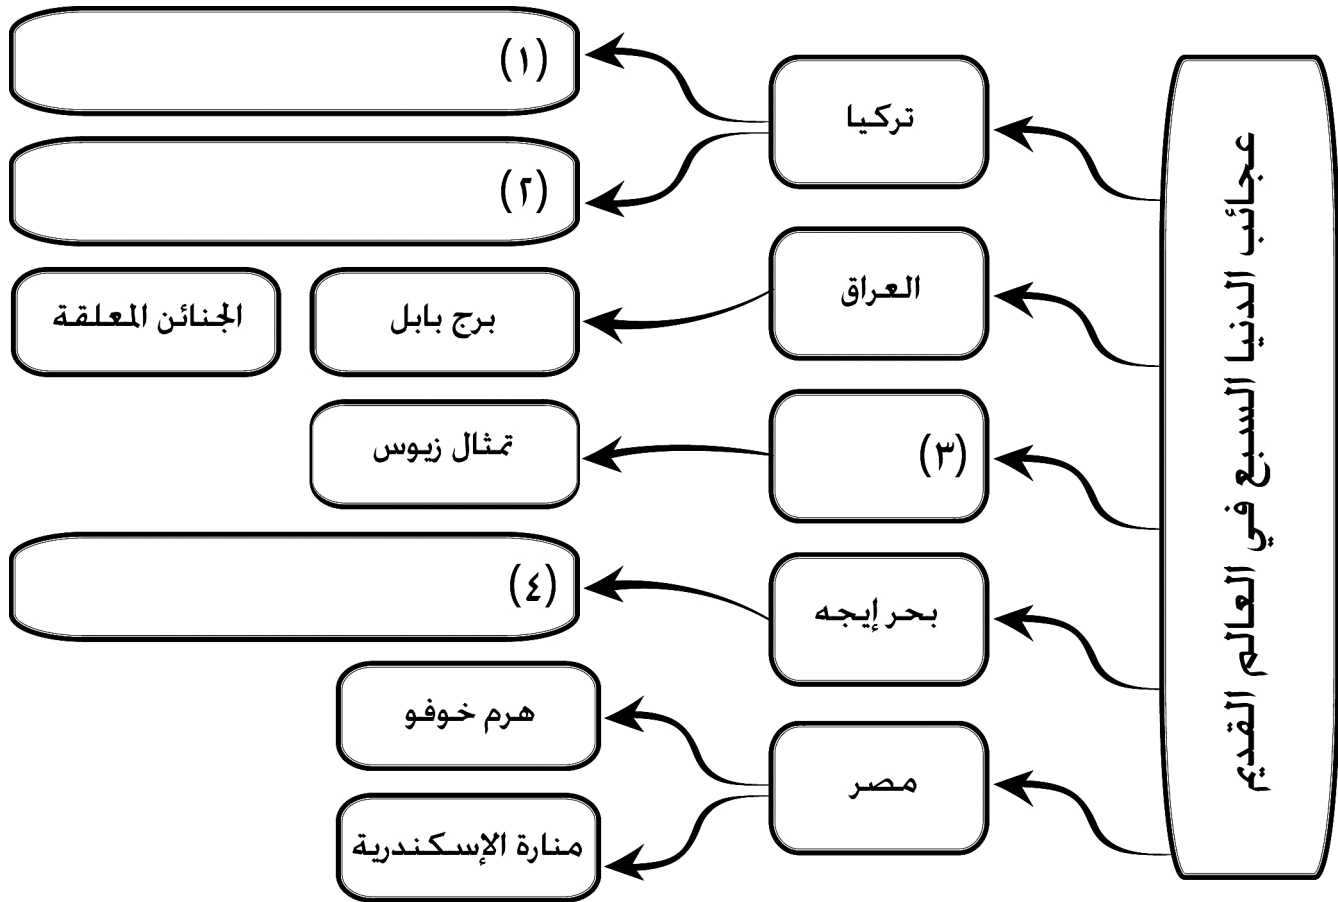 عجائب الدنيا السبع في العالم القديم
تركيا
(١)
(٢)
العراق
برج بابل
الجنائن المعلقة
(٣)
تمثال زيوس
بحر إيجه
(٤)
مصر
هرم خوفو
منارة الإسكندرية